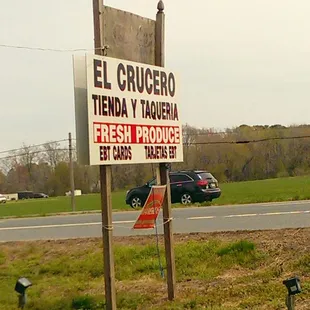 EL CRUCERO
TIENDA Y TAQUERIA
FRESH PRODUCE
EBT CARDS TARJETAS EBT